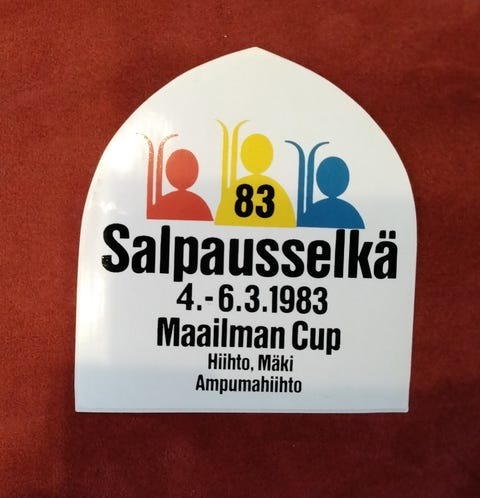 83
Salpausselkä
4.-6.3.1983
Maailman Cup
Hiihto, Mäki
Ampumahiihto